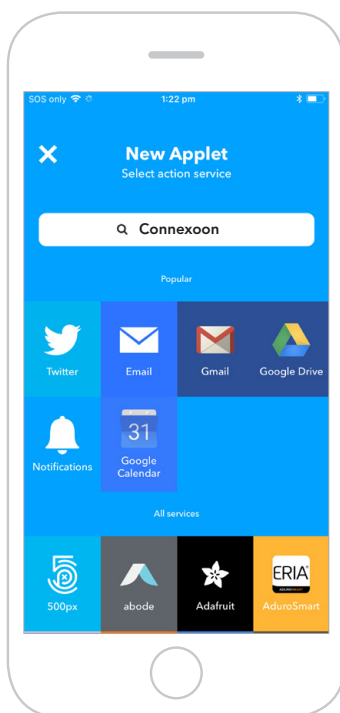 SOS only 1:22 pm
New Applet
Select action service
Connexoon
Popular
Twitter Email Gmail Google Drive
31
Notifications Google
Calendar
All services
5
ERIA
500px abode Adafruit AduroSmart